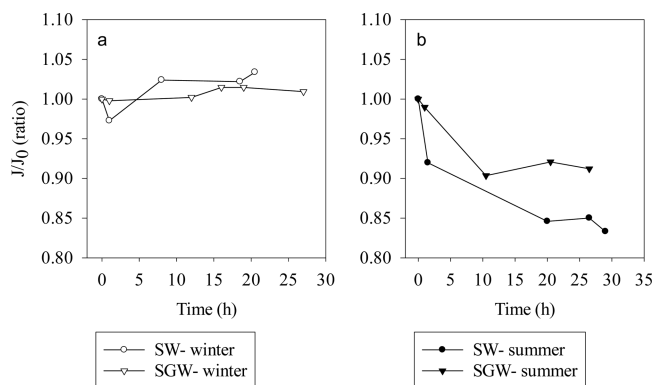 a
b
J/J0 (ratio)
1.10
1.05
1.00
0.95
0.90
0.85
0.80
0 5 10 15 20 25 30
Time (h)
1.10
1.05
1.00
0.95
0.90
0.85
0.80
0 5 10 15 20 25 30 35
Time (h)
SW- winter
SGW- winter
SW- summer
SGW- summer